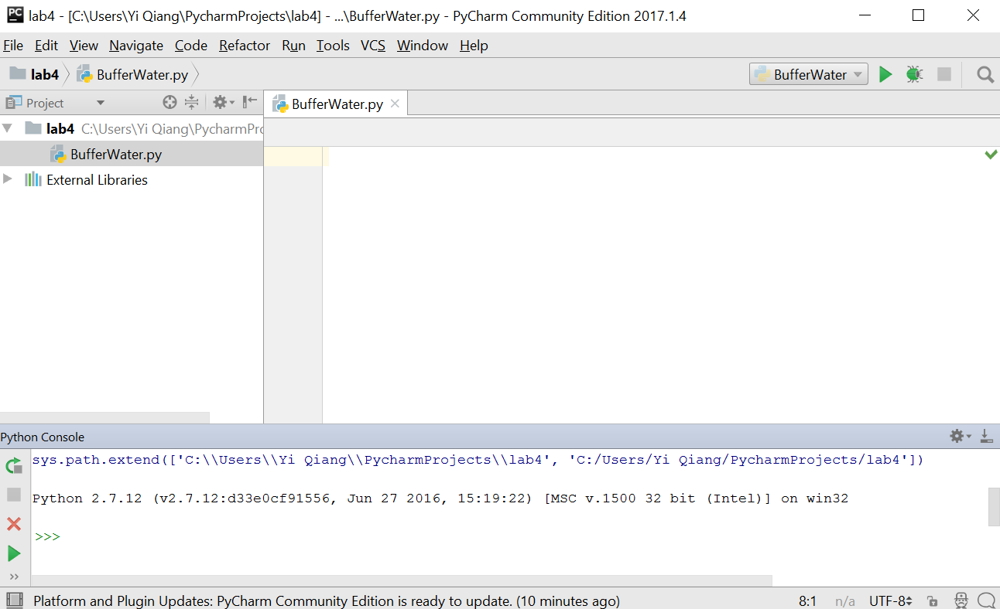 PC lab4 - [C:\Users\Yi Qiang\PycharmProjects\lab4] - ...\BufferWater.py - PyCharm Community Edition 2017.1.4
File Edit View Navigate Code Refactor Run Tools VCS Window Help
lab4 BufferWater.py BufferWater
Project BufferWater.py
lab4 C:\Users\Yi Qiang\PycharmPro
BufferWater.py
External Libraries
Python Console
sys.path.extend(['C:\\Users\\Yi Qiang\\PycharmProjects\\lab4', 'C:/Users/Yi Qiang/PycharmProjects/lab4'])
Python 2.7.12 (v2.7.12:d33e0cf91556, Jun 27 2016, 15:19:22) [MSC v.1500 32 bit (Intel)] on win32
>>>
Platform and Plugin Updates: PyCharm Community Edition is ready to update. (10 minutes ago) 8:1 n/a UTF-8